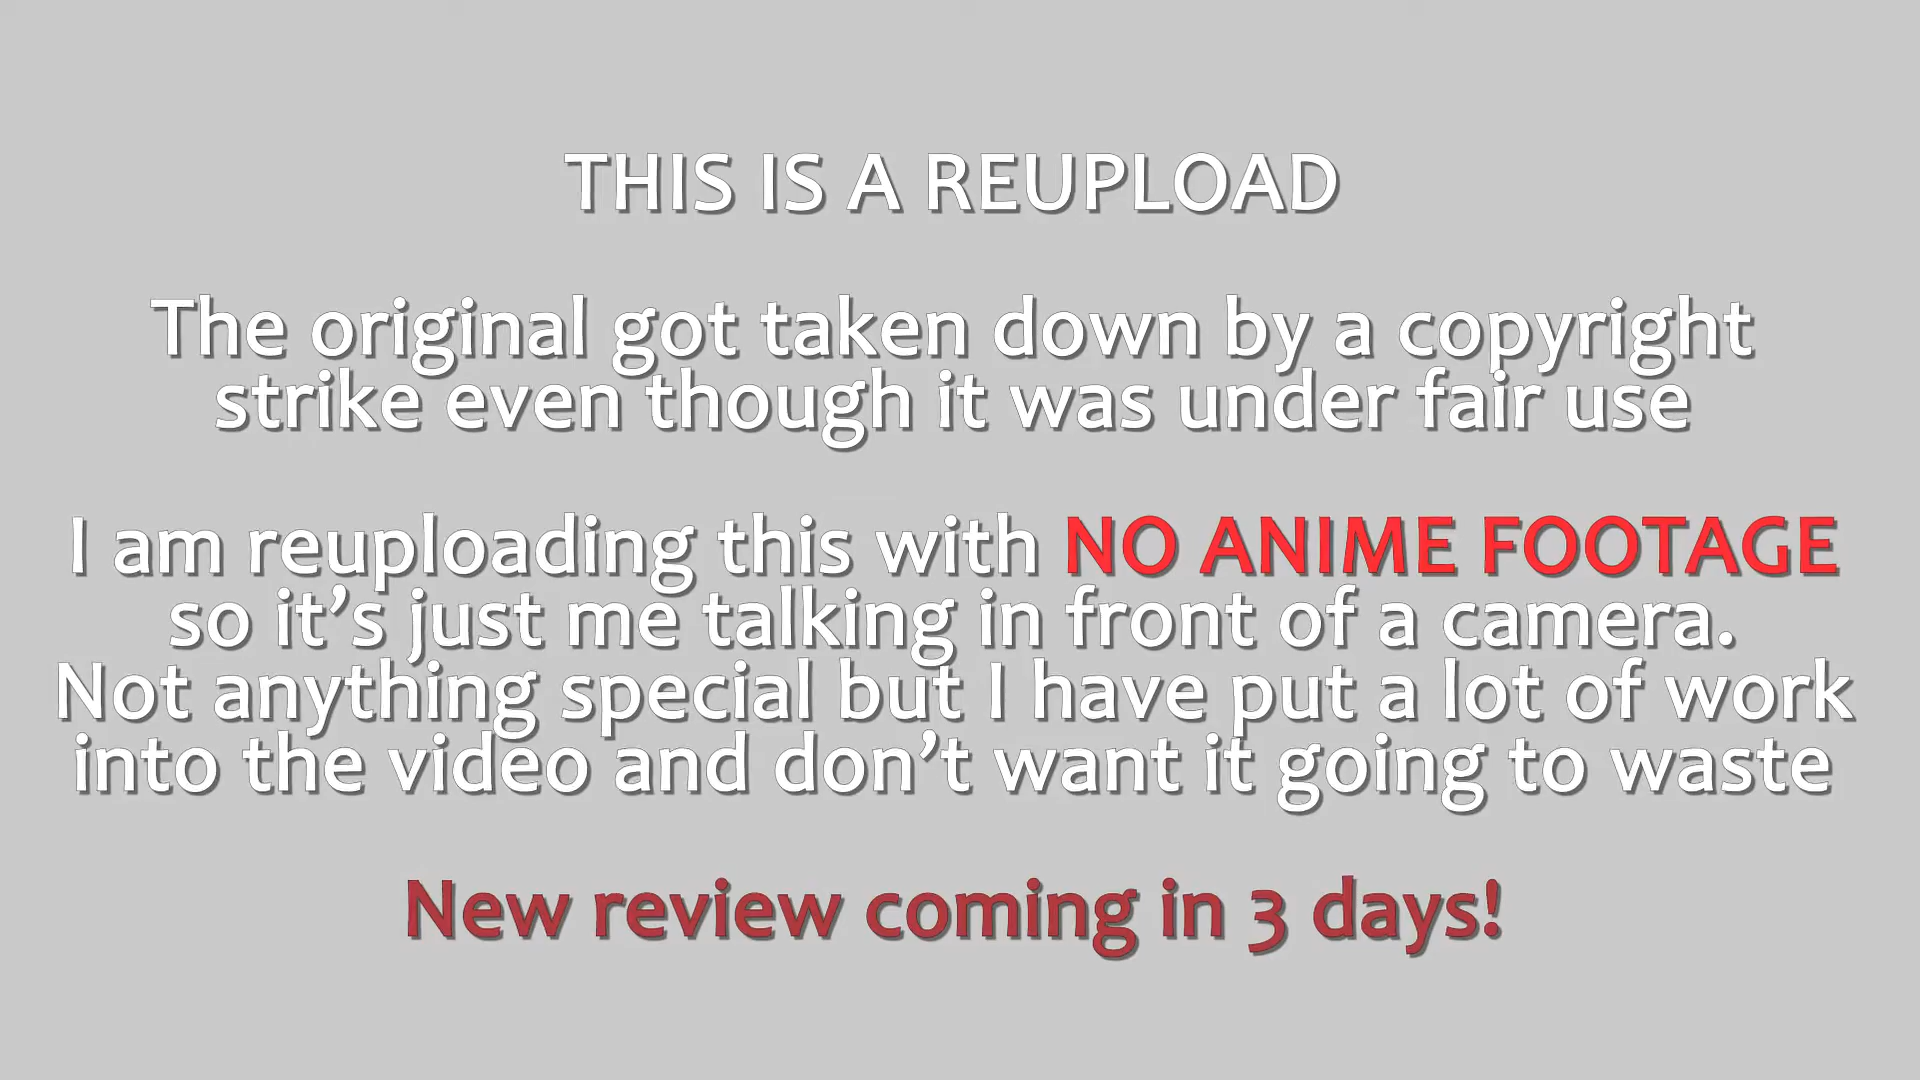 THIS IS A REUPLOAD
The original got taken down by a copyright
strike even though it was under fair use
I am reuploading this with NO ANIME FOOTAGE
so it’s just me talking in front of a camera.
Not anything special but I have put a lot of work
into the video and don’t want it going to waste
New review coming in 3 days!